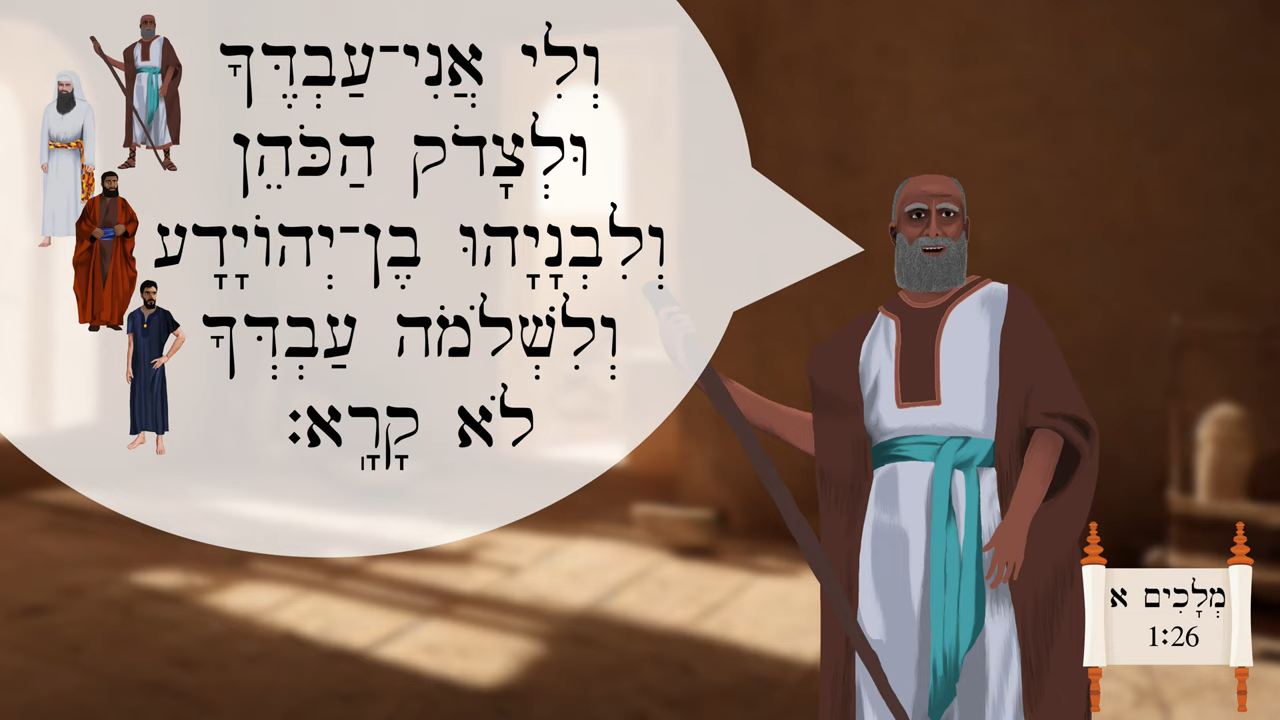 וְלִי אֲנִי־עַבְדֶּךָ
וּלְצָדֹק הַכֹּהֵן
וְלִבְנָיָהוּ בֶן־יְהוֹיָדָע
וְלִשְׁלֹמֹה עַבְדְּךָ
לֹא קָרָֽא׃
מְלָכִים א
1:26